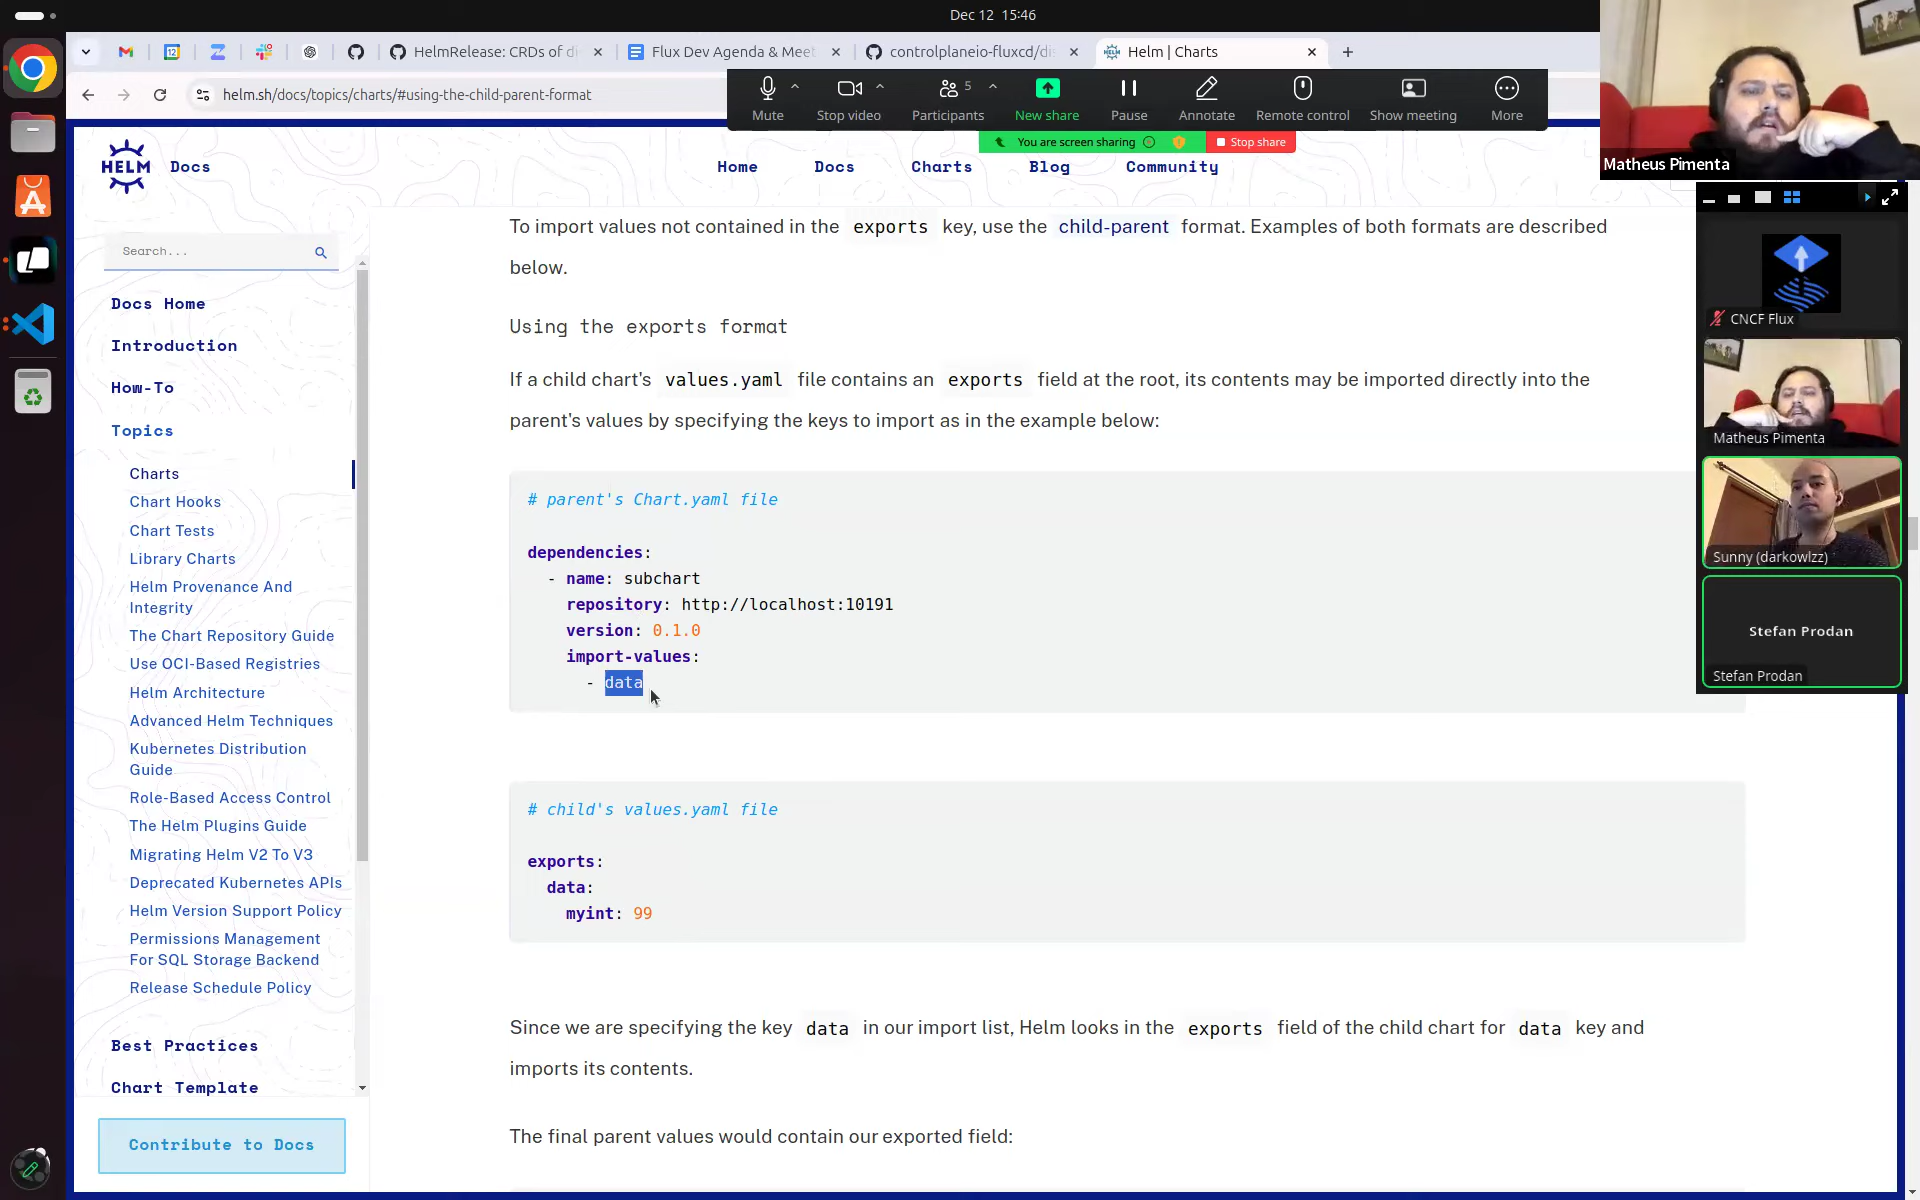 Dec 12 15:46
HelmRelease: CRDs of di
Flux Dev Agenda & Meet
controlplaneio-fluxcd/dis
Helm | Charts
helm.sh/docs/topics/charts/#using-the-child-parent-format
Mute
Stop video
5
Participants
New share
Pause
Annotate
Remote control
Show meeting
More
You are screen sharing
Stop share
Matheus Pimenta
HELM
Docs
Home
Docs
Charts
Blog
Community
Search...
Docs Home
Introduction
How-To
Topics
Charts
Chart Hooks
Chart Tests
Library Charts
Helm Provenance And
Integrity
The Chart Repository Guide
Use OCI-Based Registries
Helm Architecture
Advanced Helm Techniques
Kubernetes Distribution
Guide
Role-Based Access Control
The Helm Plugins Guide
Migrating Helm V2 To V3
Deprecated Kubernetes APIs
Helm Version Support Policy
Permissions Management
For SQL Storage Backend
Release Schedule Policy
Best Practices
Chart Template
Contribute to Docs
To import values not contained in the exports key, use the child-parent format. Examples of both formats are described
below.
Using the exports format
If a child chart's values.yaml file contains an exports field at the root, its contents may be imported directly into the
parent's values by specifying the keys to import as in the example below:
# parent's Chart.yaml file
dependencies:
- name: subchart
repository: http://localhost:10191
version: 0.1.0
import-values:
- data
# child's values.yaml file
exports:
data:
myint: 99
Since we are specifying the key data in our import list, Helm looks in the exports field of the child chart for data key and
imports its contents.
The final parent values would contain our exported field:
CNCF Flux
Matheus Pimenta
Sunny (darkowlzz)
Stefan Prodan
Stefan Prodan